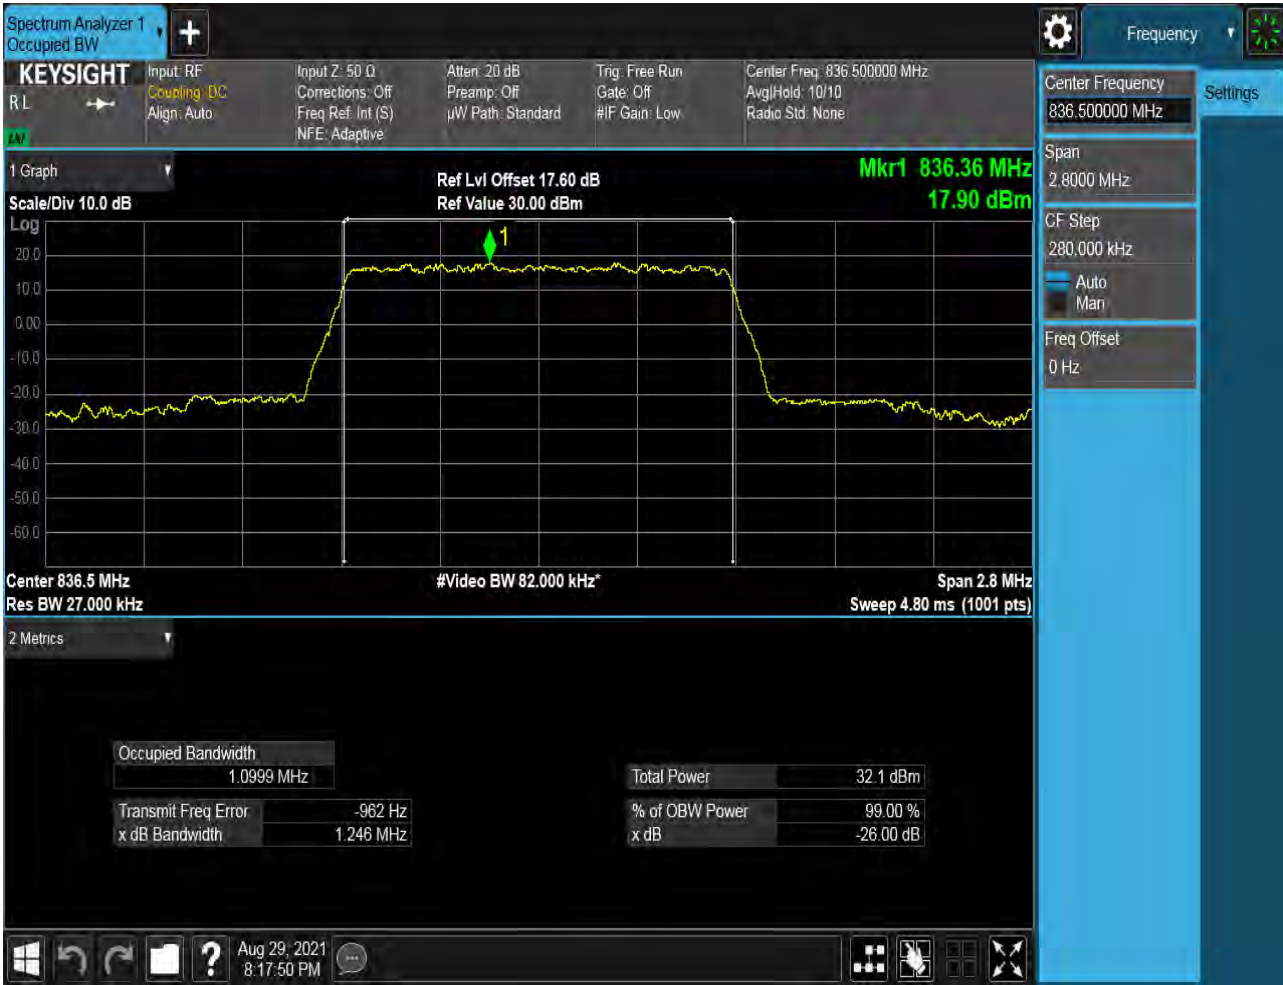 Spectrum Analyzer 1
Occupied BW
Frequency
KEYSIGHT
R L
Input: RF
Coupling: DC
Align: Auto
Input Z: 50 Ω
Corrections: Off
Freq Ref: Int (S)
NFE: Adaptive
Atten: 20 dB
Preamp: Off
µW Path: Standard
Trig: Free Run
Gate: Off
#IF Gain: Low
Center Freq: 836.500000 MHz
Avg|Hold: 10/10
Radio Std: None
Center Frequency
836.500000 MHz
Settings
Span
2.8000 MHz
CF Step
280.000 kHz
Auto
Man
Freq Offset
0 Hz
1 Graph
Scale/Div 10.0 dB
Log
Ref Lvl Offset 17.60 dB
Ref Value 30.00 dBm
Mkr1 836.36 MHz
17.90 dBm
1
20.0
10.0
0.00
-10.0
-20.0
-30.0
-40.0
-50.0
-60.0
Center 836.5 MHz
#Video BW 82.000 kHz*
Span 2.8 MHz
Res BW 27.000 kHz
Sweep 4.80 ms (1001 pts)
2 Metrics
Occupied Bandwidth
1.0999 MHz
Total Power 32.1 dBm
Transmit Freq Error -962 Hz
% of OBW Power 99.00 %
x dB Bandwidth 1.246 MHz
x dB -26.00 dB
Aug 29, 2021
8:17:50 PM